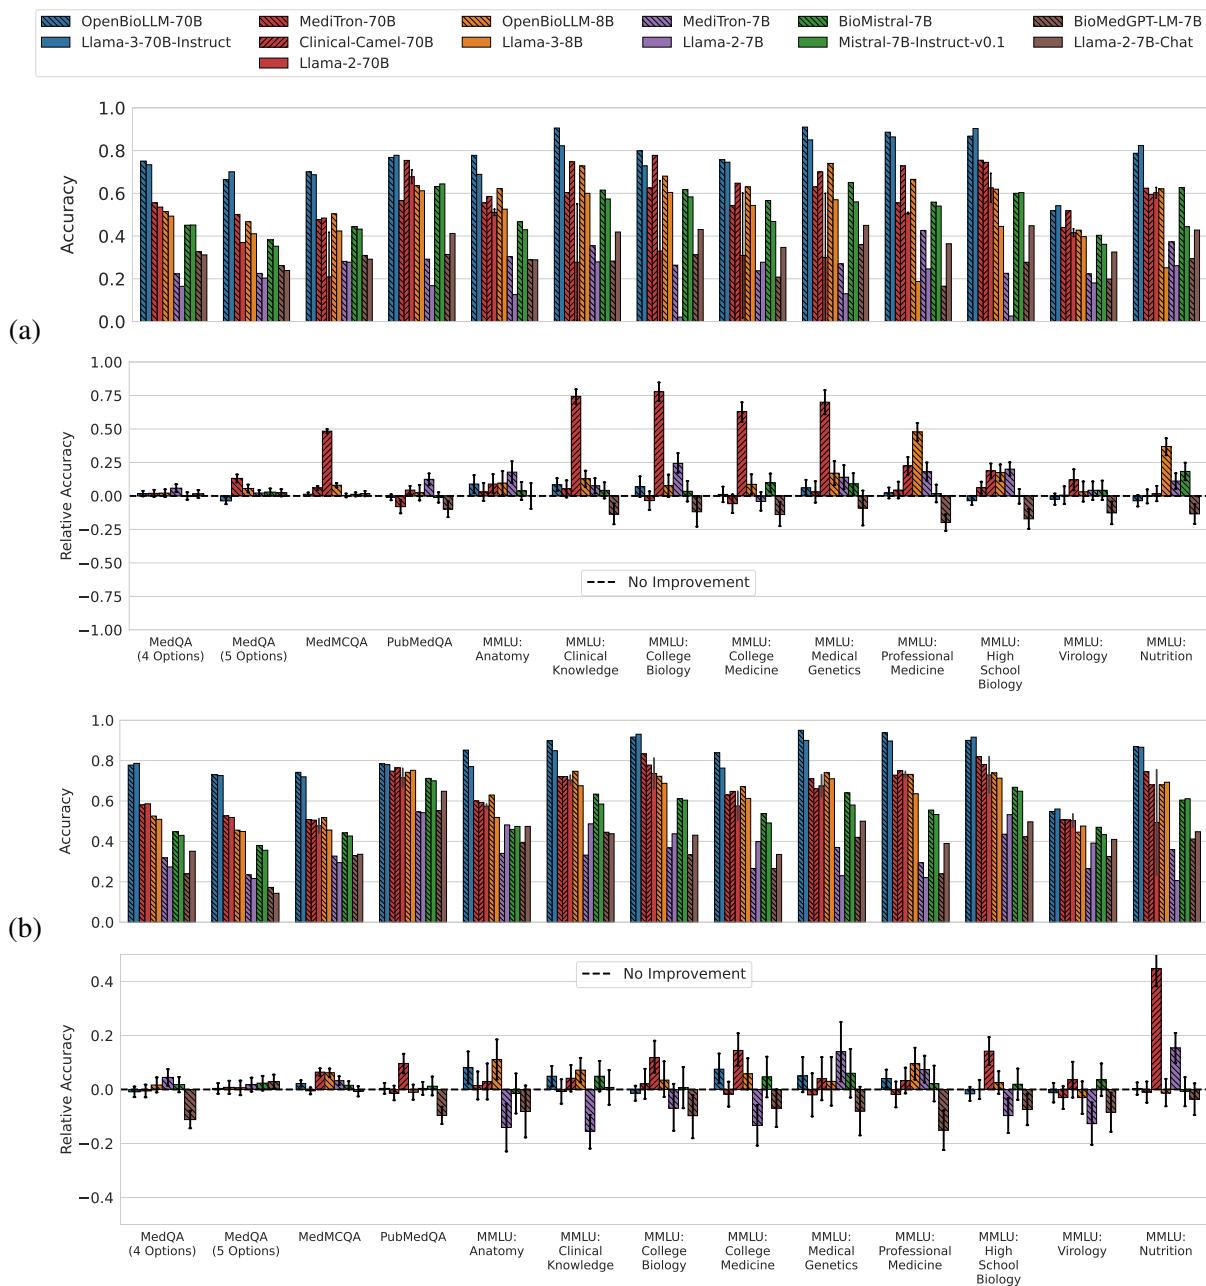 OpenBioLLM-70B MediTron-70B OpenBioLLM-8B MediTron-7B BioMistral-7B BioMedGPT-LM-7B
Llama-3-70B-Instruct Clinical-Camel-70B Llama-3-8B Llama-2-7B Mistral-7B-Instruct-v0.1 Llama-2-7B-Chat
Llama-2-70B
(a)
Accuracy
1.0
0.8
0.6
0.4
0.2
0.0
Relative Accuracy
1.00
0.75
0.50
0.25
0.00
−0.25
−0.50
−0.75
−1.00
No Improvement
MedQA
(4 Options)
MedQA
(5 Options)
MedMCQA
PubMedQA
MMLU:
Anatomy
MMLU:
Clinical
Knowledge
MMLU:
College
Biology
MMLU:
College
Medicine
MMLU:
Medical
Genetics
MMLU:
Professional
Medicine
MMLU:
High
School
Biology
MMLU:
Virology
MMLU:
Nutrition
(b)
Accuracy
1.0
0.8
0.6
0.4
0.2
0.0
Relative Accuracy
0.4
0.2
0.0
−0.2
−0.4
No Improvement
MedQA
(4 Options)
MedQA
(5 Options)
MedMCQA
PubMedQA
MMLU:
Anatomy
MMLU:
Clinical
Knowledge
MMLU:
College
Biology
MMLU:
College
Medicine
MMLU:
Medical
Genetics
MMLU:
Professional
Medicine
MMLU:
High
School
Biology
MMLU:
Virology
MMLU:
Nutrition